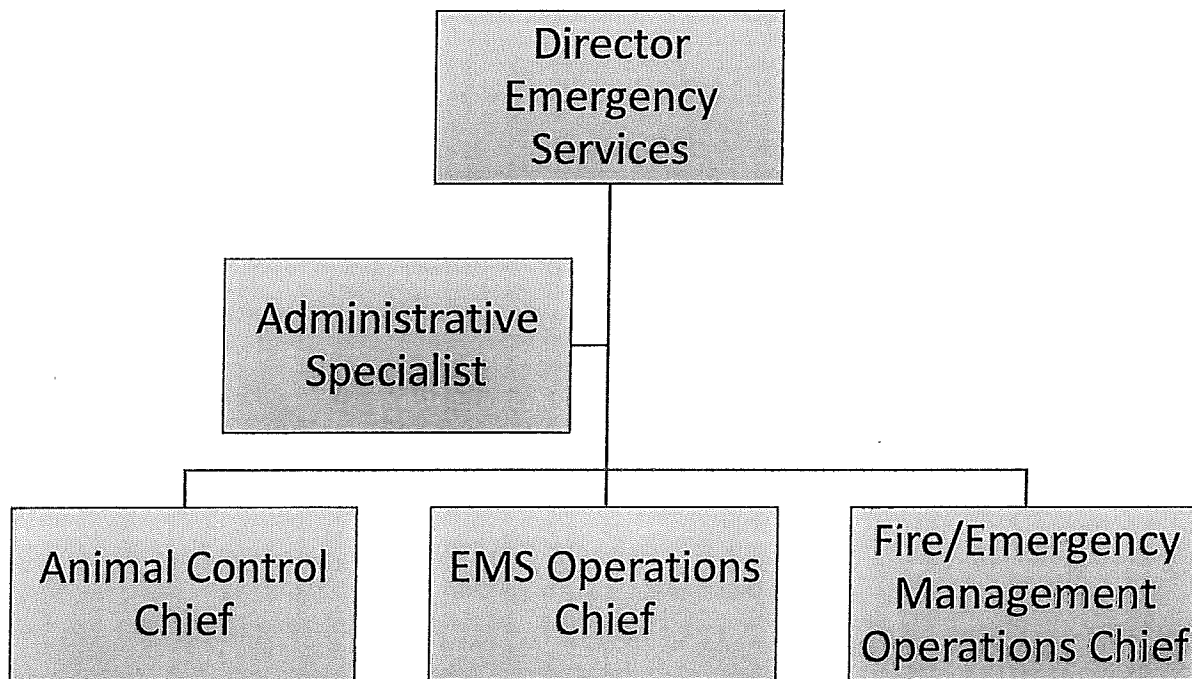 Director
Emergency
Services
Administrative
Specialist
Animal Control
Chief
EMS Operations
Chief
Fire/Emergency
Management
Operations Chief